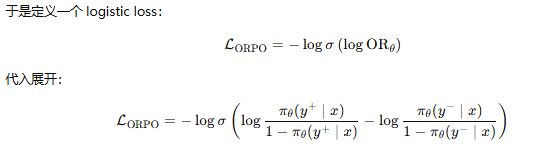 于是定义一个 logistic loss：
$$\mathcal{L}_{\mathrm{ORPO}} = -\log \sigma \left( \log \mathrm{OR}_{\theta} \right)$$
代入展开：
$$\mathcal{L}_{\mathrm{ORPO}} = -\log \sigma \left( \log \frac{\pi_{\theta}(y^{+} \mid x)}{1 - \pi_{\theta}(y^{+} \mid x)} - \log \frac{\pi_{\theta}(y^{-} \mid x)}{1 - \pi_{\theta}(y^{-} \mid x)} \right)$$